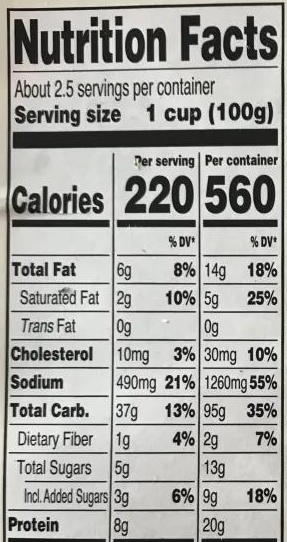 Nutrition Facts
About 2.5 servings per container
Serving size 1 cup (100g)
Per serving Per container
Calories 220 560
% DV* % DV*
Total Fat 6g 8% 14g 18%
Saturated Fat 2g 10% 5g 25%
Trans Fat 0g 0g
Cholesterol 10mg 3% 30mg 10%
Sodium 490mg 21% 1260mg 55%
Total Carb. 37g 13% 95g 35%
Dietary Fiber 1g 4% 2g 7%
Total Sugars 5g 13g
Incl. Added Sugars 3g 6% 9g 18%
Protein 8g 20g